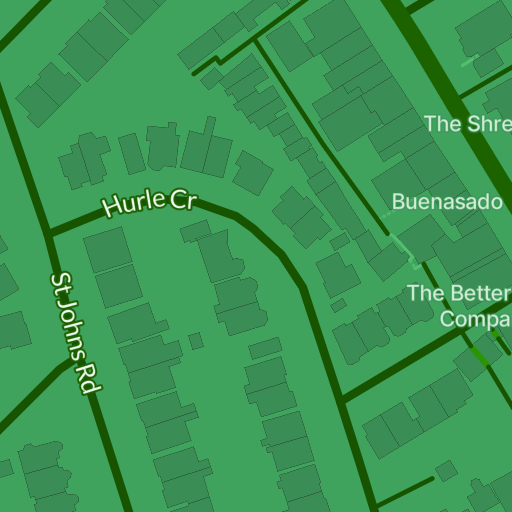 The Shre
Hurle Cr
Buenasado
St Johns Rd
The Better
Compa